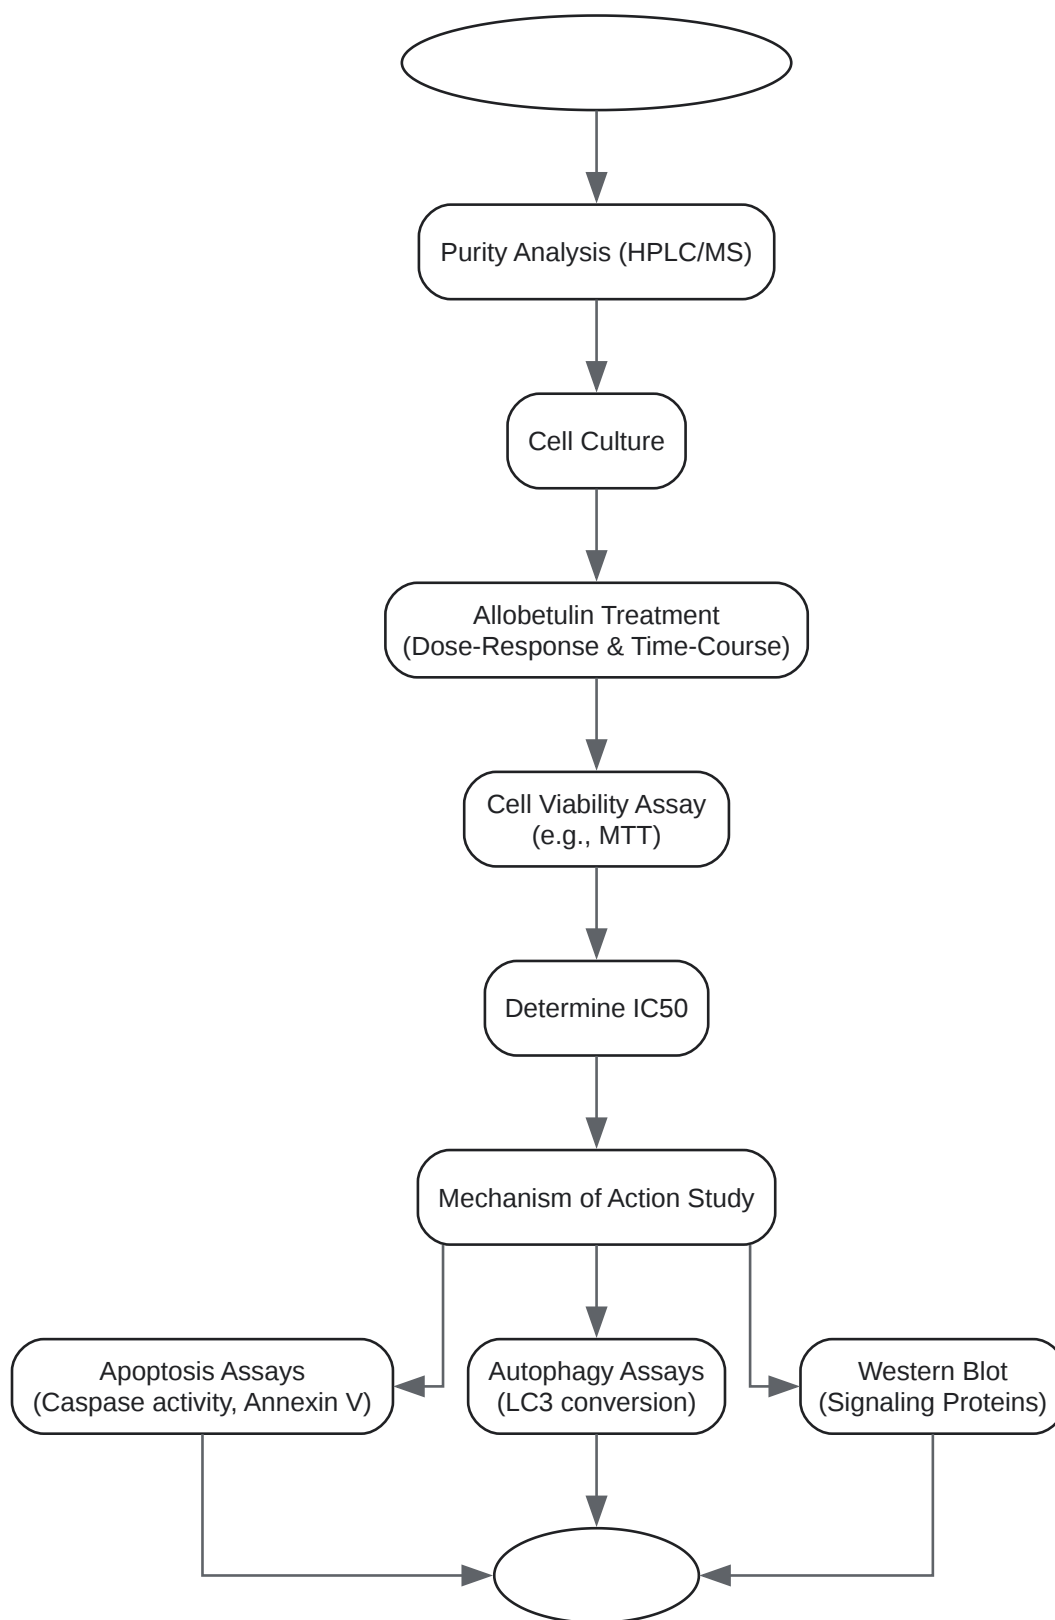 Purity Analysis (HPLC/MS)
Cell Culture
Allobetulin Treatment
(Dose-Response & Time-Course)
Cell Viability Assay
(e.g., MTT)
Determine IC50
Mechanism of Action Study
Apoptosis Assays
(Caspase activity, Annexin V)
Autophagy Assays
(LC3 conversion)
Western Blot
(Signaling Proteins)